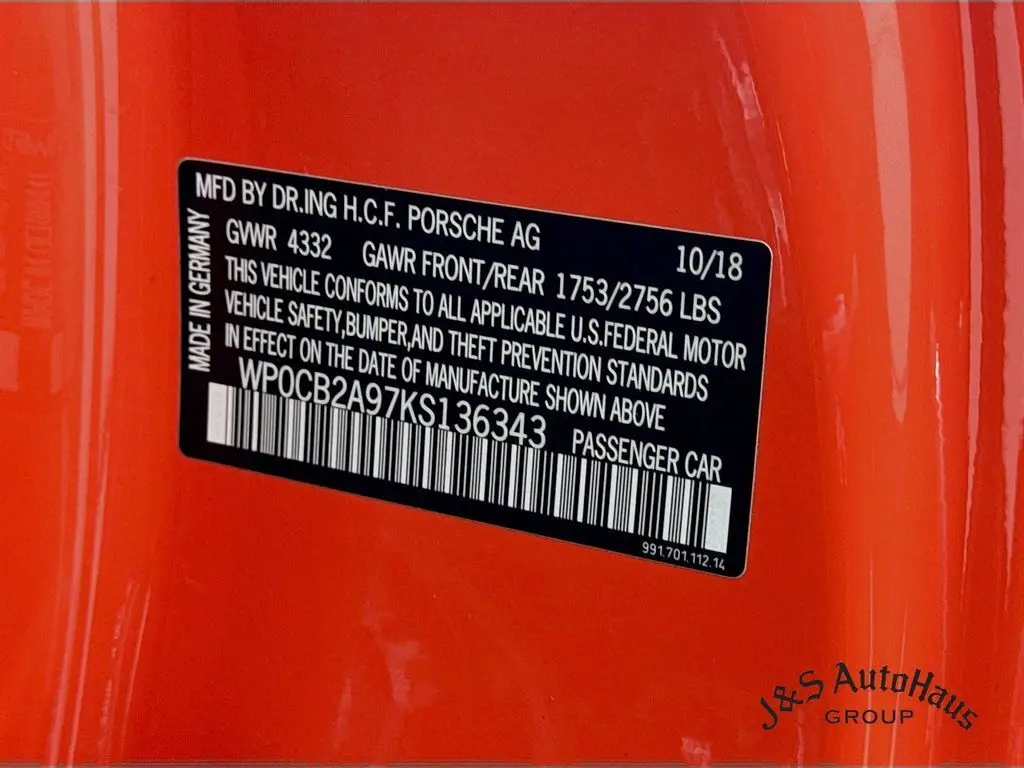 MFD BY DR.ING H.C.F. PORSCHE AG 10/18
MADE IN GERMANY
GVWR 4332 GAWR FRONT/REAR 1753/2756 LBS
THIS VEHICLE CONFORMS TO ALL APPLICABLE U.S.FEDERAL MOTOR
VEHICLE SAFETY,BUMPER,AND THEFT PREVENTION STANDARDS
IN EFFECT ON THE DATE OF MANUFACTURE SHOWN ABOVE
WP0CB2A97KS136343 PASSENGER CAR
991.701.112.14
J&S AutoHaus
GROUP